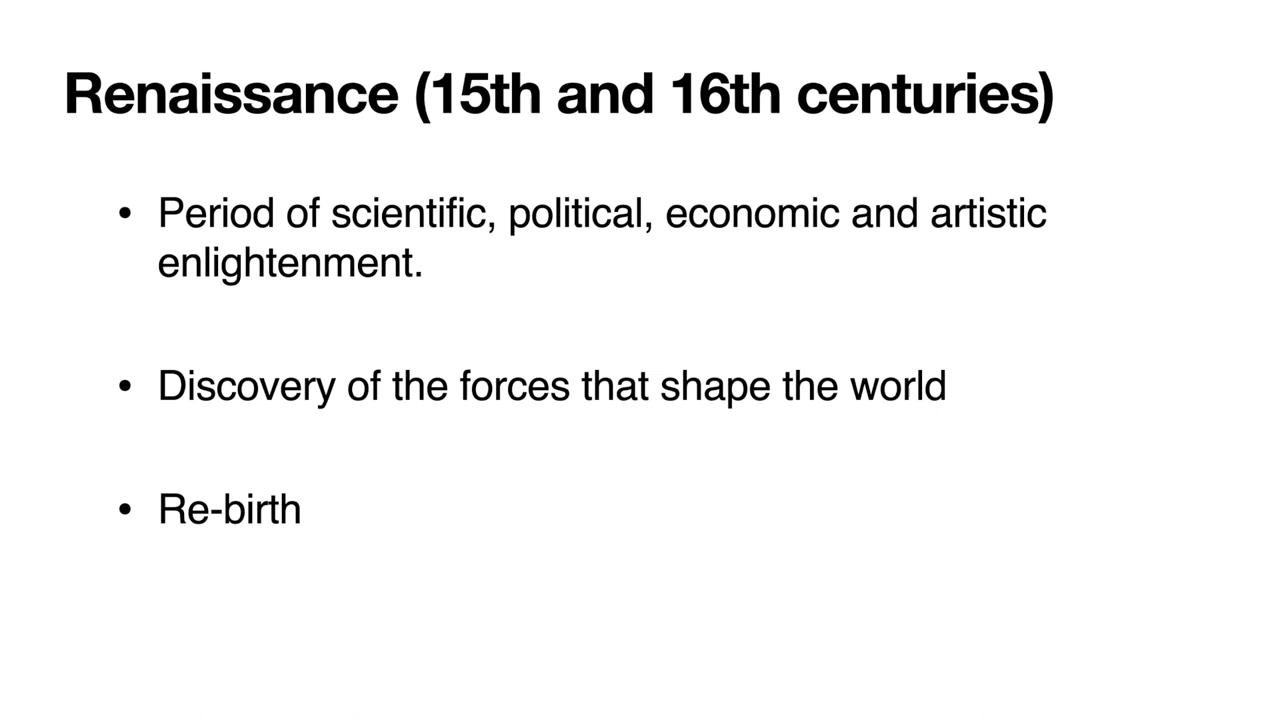 Renaissance (15th and 16th centuries)
• Period of scientific, political, economic and artistic
enlightenment.
• Discovery of the forces that shape the world
• Re-birth